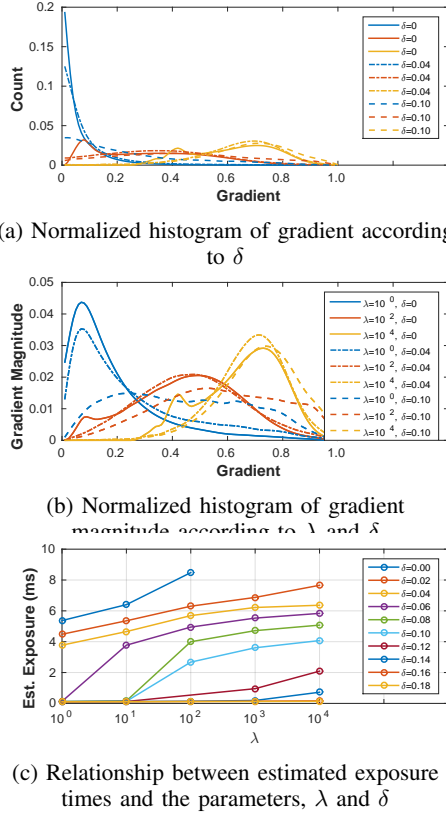 0.2
0.15
0.1
0.05
0
Count
0 0.2 0.4 0.6 0.8 1.0
Gradient
δ=0
δ=0
δ=0
δ=0.04
δ=0.04
δ=0.04
δ=0.10
δ=0.10
δ=0.10
(a) Normalized histogram of gradient according
to δ
0.05
0.04
0.03
0.02
0.01
0
Gradient Magnitude
0 0.2 0.4 0.6 0.8 1.0
Gradient
λ=10 0, δ=0
λ=10 2, δ=0
λ=10 4, δ=0
λ=10 0, δ=0.04
λ=10 2, δ=0.04
λ=10 4, δ=0.04
λ=10 0, δ=0.10
λ=10 2, δ=0.10
λ=10 4, δ=0.10
(b) Normalized histogram of gradient
magnitude according to λ and δ
10
8
6
4
2
0
Est. Exposure (ms)
10^0 10^1 10^2 10^3 10^4
λ
δ=0.00
δ=0.02
δ=0.04
δ=0.06
δ=0.08
δ=0.10
δ=0.12
δ=0.14
δ=0.16
δ=0.18
(c) Relationship between estimated exposure
times and the parameters, λ and δ